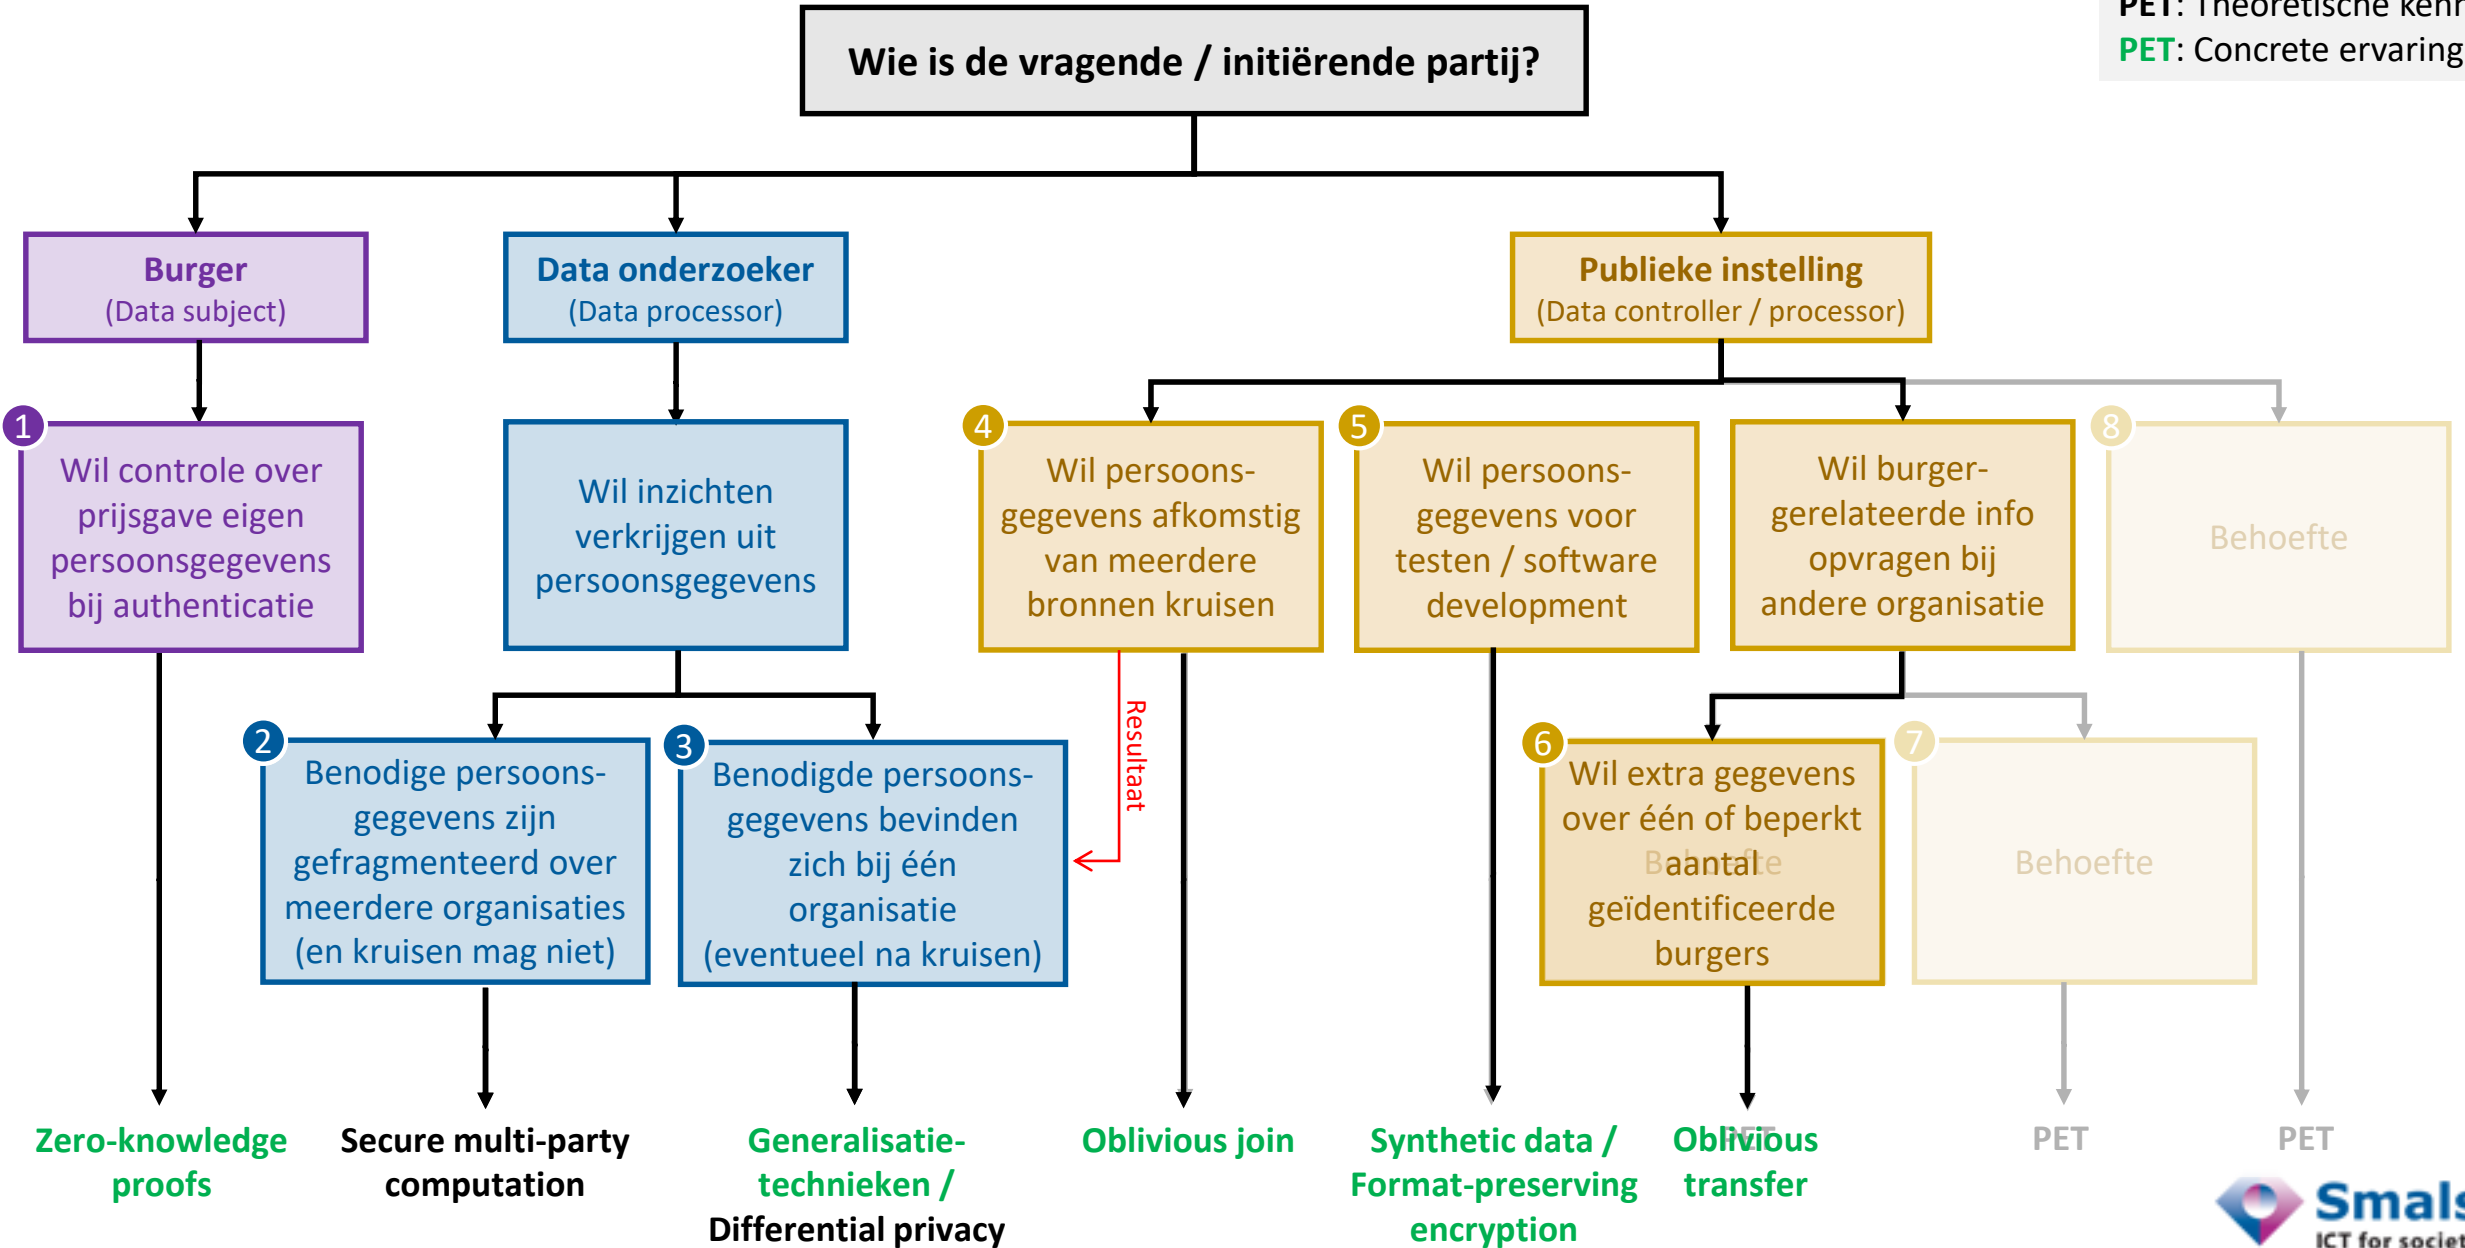 Wie is de vragende / initiërende partij?
PET: Theoretische
PET: Concrete ervaring
Burger
(Data subject)
Data onderzoeker
(Data processor)
Publieke instelling
(Data controller / processor)
1
Wil controle over
prijsgave eigen
persoonsgegevens
bij authenticatie
Wil inzichten
verkrijgen uit
persoonsgegevens
4
Wil persoons-
gegevens afkomstig
van meerdere
bronnen kruisen
5
Wil persoons-
gegevens voor
testen / software
development
Wil burger-
gerelateerde info
opvragen bij
andere organisatie
8
Behoefte
2
Benodige persoons-
gegevens zijn
gefragmenteerd over
meerdere organisaties
(en kruisen mag niet)
3
Benodigde persoons-
gegevens bevinden
zich bij één
organisatie
(eventueel na kruisen)
Resultaat
6
Wil extra gegevens
over één of beperkt
aantal
geïdentificeerde
burgers
Behoefte
7
Behoefte
Zero-knowledge
proofs
Secure multi-party
computation
Generalisatie-
technieken /
Differential privacy
Oblivious join
Synthetic data /
Format-preserving
encryption
Oblivious
transfer
PET
PET
PET
Smals
ICT for societ